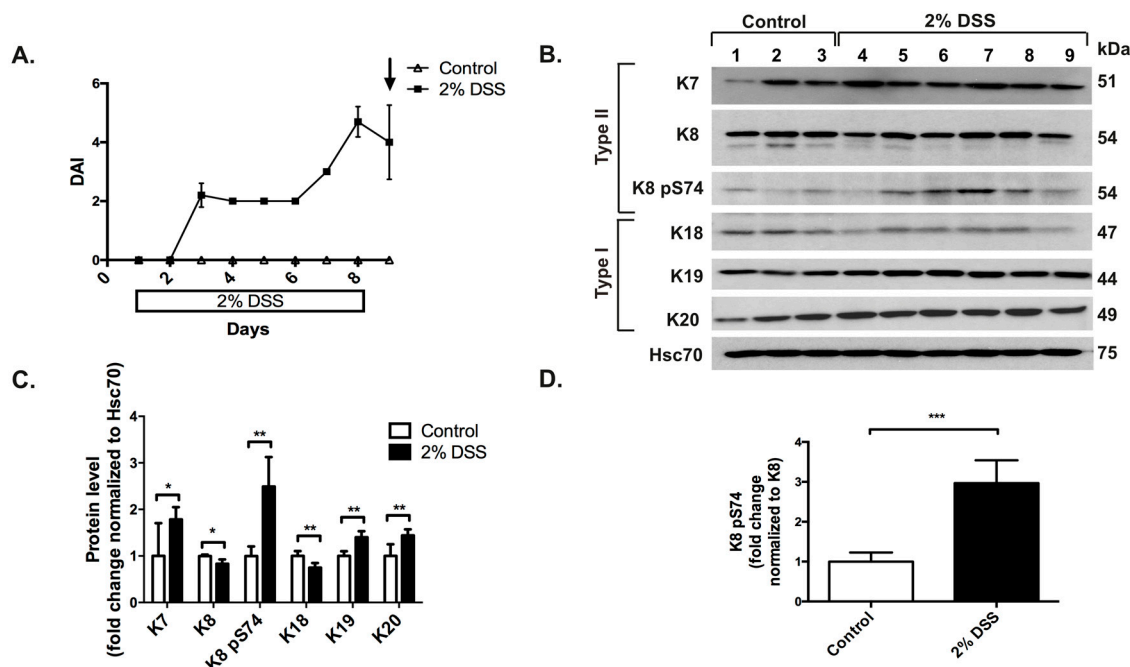 A.
Control
2% DSS
6
4
2
0
DAI
0
2
4
6
8
2% DSS
Days
B.
Control
2% DSS
1 2 3 4 5 6 7 8 9
kDa
Type II
K7
51
K8
54
K8 pS74
54
Type I
K18
47
K19
44
K20
49
Hsc70
75
C.
Protein level
(fold change normalized to Hsc70)
4
3
2
1
0
Control
2% DSS
*
*
**
**
**
**
K7
K8
K8 pS74
K18
K19
K20
D.
K8 pS74
(fold change
normalized to K8)
4
3
2
1
0
***
Control
2% DSS